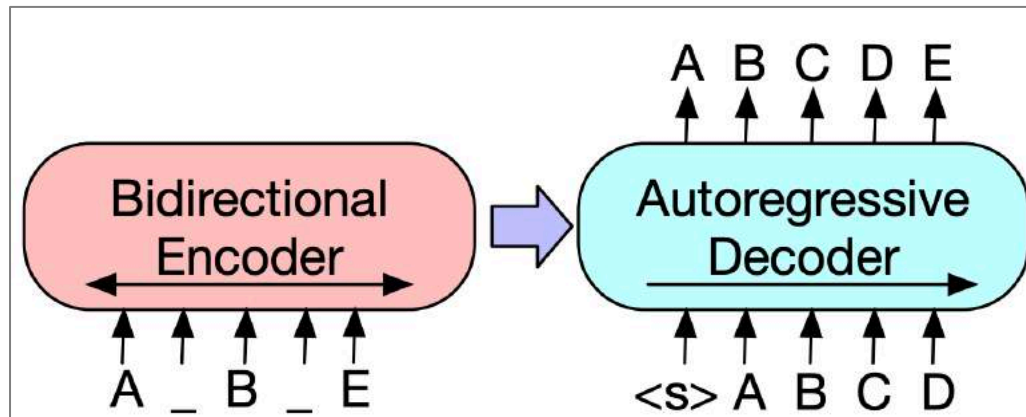 A B C D E
Bidirectional
Encoder
Autoregressive
Decoder
A _ B _ E
<s> A B C D